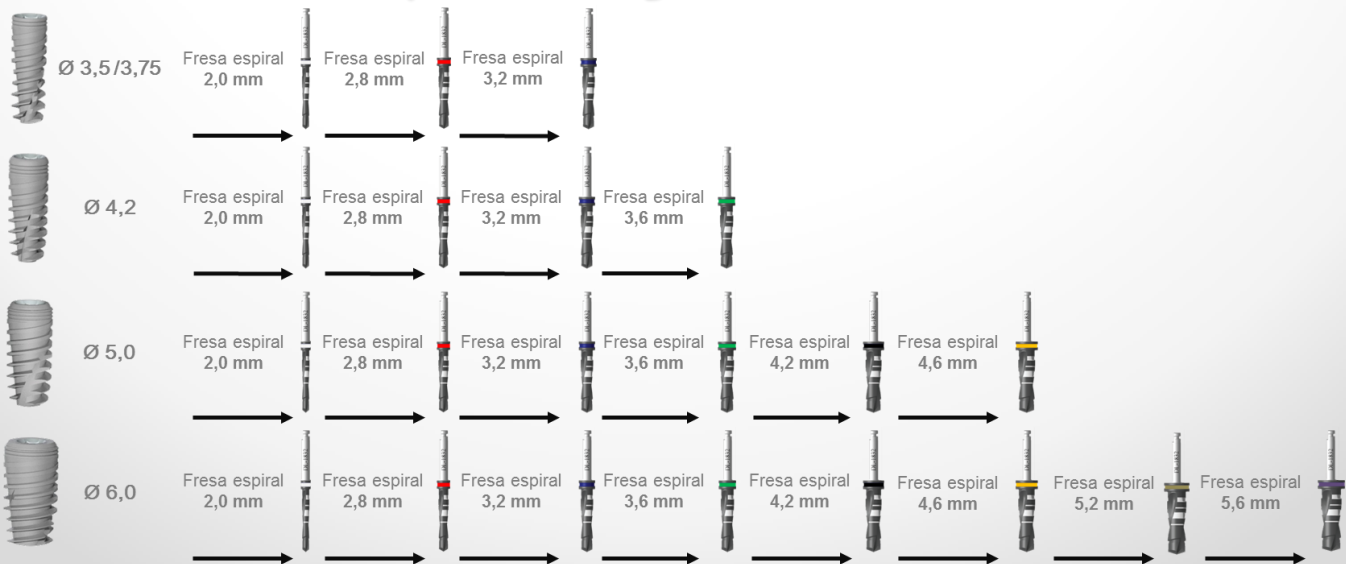 Ø 3,5/3,75
Fresa espiral
2,0 mm
Fresa espiral
2,8 mm
Fresa espiral
3,2 mm
Ø 4,2
Fresa espiral
2,0 mm
Fresa espiral
2,8 mm
Fresa espiral
3,2 mm
Fresa espiral
3,6 mm
Ø 5,0
Fresa espiral
2,0 mm
Fresa espiral
2,8 mm
Fresa espiral
3,2 mm
Fresa espiral
3,6 mm
Fresa espiral
4,2 mm
Fresa espiral
4,6 mm
Ø 6,0
Fresa espiral
2,0 mm
Fresa espiral
2,8 mm
Fresa espiral
3,2 mm
Fresa espiral
3,6 mm
Fresa espiral
4,2 mm
Fresa espiral
4,6 mm
Fresa espiral
5,2 mm
Fresa espiral
5,6 mm